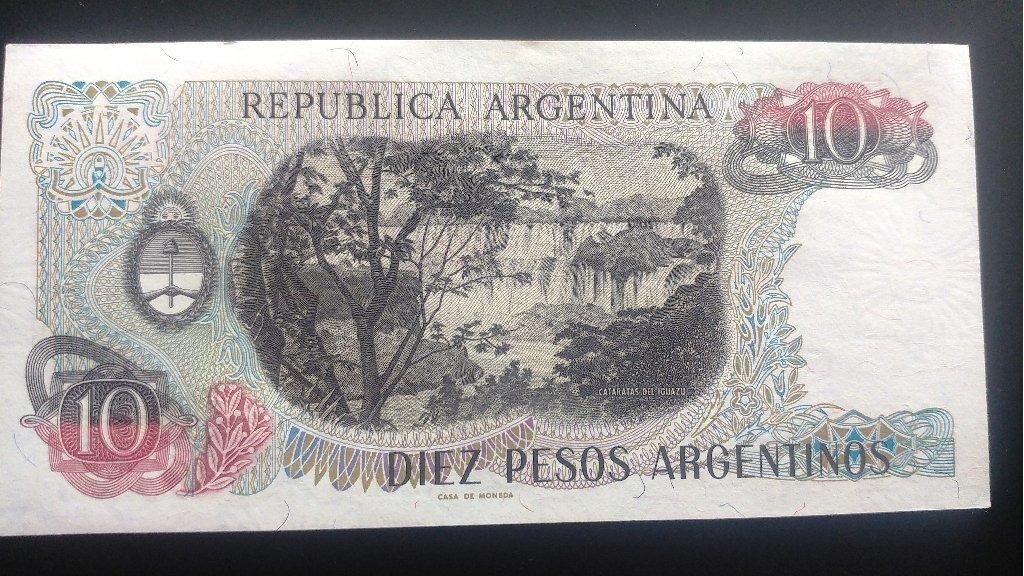 REPUBLICA ARGENTINA
10
CATARATAS DEL IGUAZU
10
DIEZ PESOS ARGENTINOS
CASA DE MONEDA